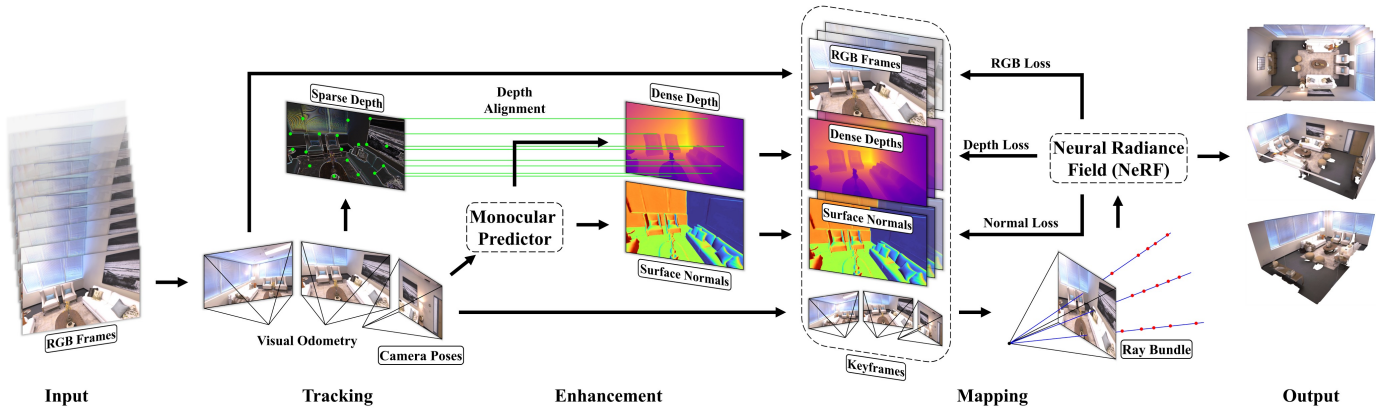 RGB Frames
Input
Sparse Depth
Visual Odometry
Camera Poses
Tracking
Depth
Alignment
Monocular
Predictor
Dense Depth
Surface Normals
Enhancement
RGB Frames
Dense Depths
Surface Normals
Keyframes
RGB Loss
Depth Loss
Normal Loss
Neural Radiance
Field (NeRF)
Ray Bundle
Mapping
Output